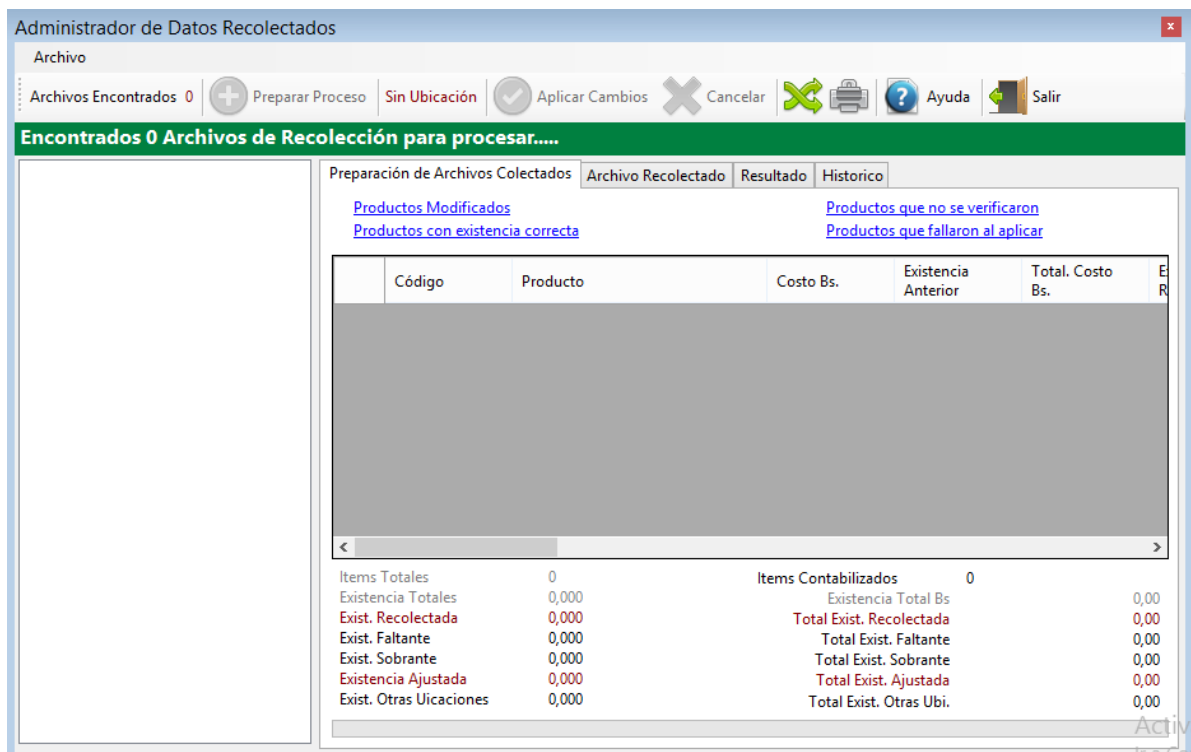 Administrador de Datos Recolectados
Archivo
Archivos Encontrados 0 Preparar Proceso Sin Ubicación Aplicar Cambios Cancelar Ayuda Salir
Encontrados 0 Archivos de Recolección para procesar.....
Preparación de Archivos Colectados Archivo Recolectado Resultado Historico
Productos Modificados Productos que no se verificaron
Productos con existencia correcta Productos que fallaron al aplicar
Código Producto Costo Bs. Existencia Anterior Total. Costo Bs. E R
Items Totales 0 Items Contabilizados 0
Existencia Totales 0,000 Existencia Total Bs 0,00
Exist. Recolectada 0,000 Total Exist. Recolectada 0,00
Exist. Faltante 0,000 Total Exist. Faltante 0,00
Exist. Sobrante 0,000 Total Exist. Sobrante 0,00
Existencia Ajustada 0,000 Total Exist. Ajustada 0,00
Exist. Otras Uicaciones 0,000 Total Exist. Otras Ubi. 0,00
Activ